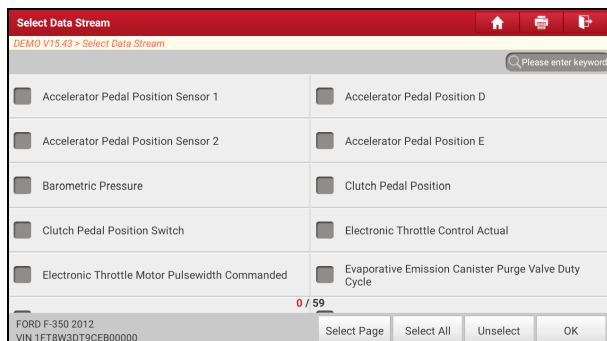 Select Data Stream
DEMO V15.43 > Select Data Stream
Please enter keyword
Accelerator Pedal Position Sensor 1
Accelerator Pedal Position D
Accelerator Pedal Position Sensor 2
Accelerator Pedal Position E
Barometric Pressure
Clutch Pedal Position
Clutch Pedal Position Switch
Electronic Throttle Control Actual
Electronic Throttle Motor Pulsewidth Commanded
Evaporative Emission Canister Purge Valve Duty
Cycle
0 / 59
FORD F-350 2012
VIN 1FT8W3DT9CEB00000
Select Page
Select All
Unselect
OK